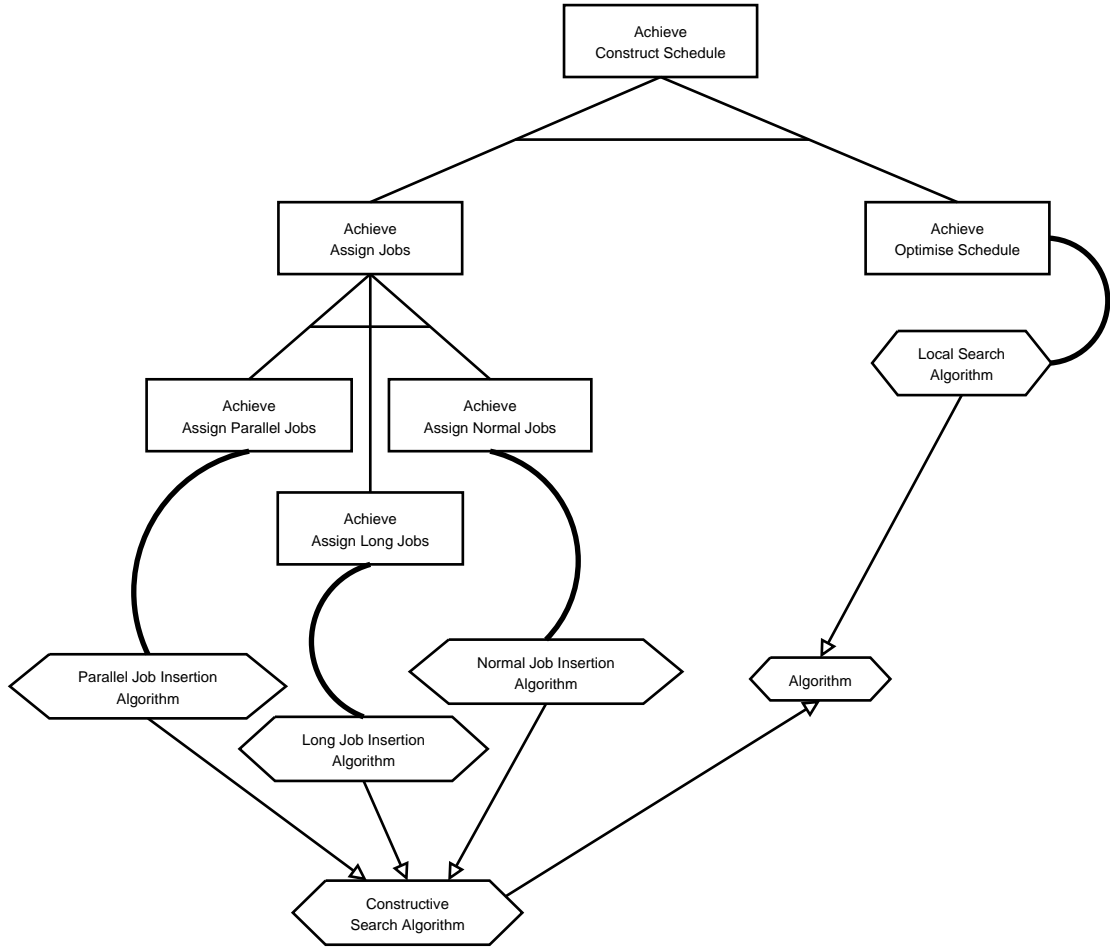 Achieve
Construct Schedule
Achieve
Assign Jobs
Achieve
Optimise Schedule
Local Search
Algorithm
Achieve
Assign Parallel Jobs
Achieve
Assign Normal Jobs
Achieve
Assign Long Jobs
Parallel Job Insertion
Algorithm
Normal Job Insertion
Algorithm
Algorithm
Long Job Insertion
Algorithm
Constructive
Search Algorithm